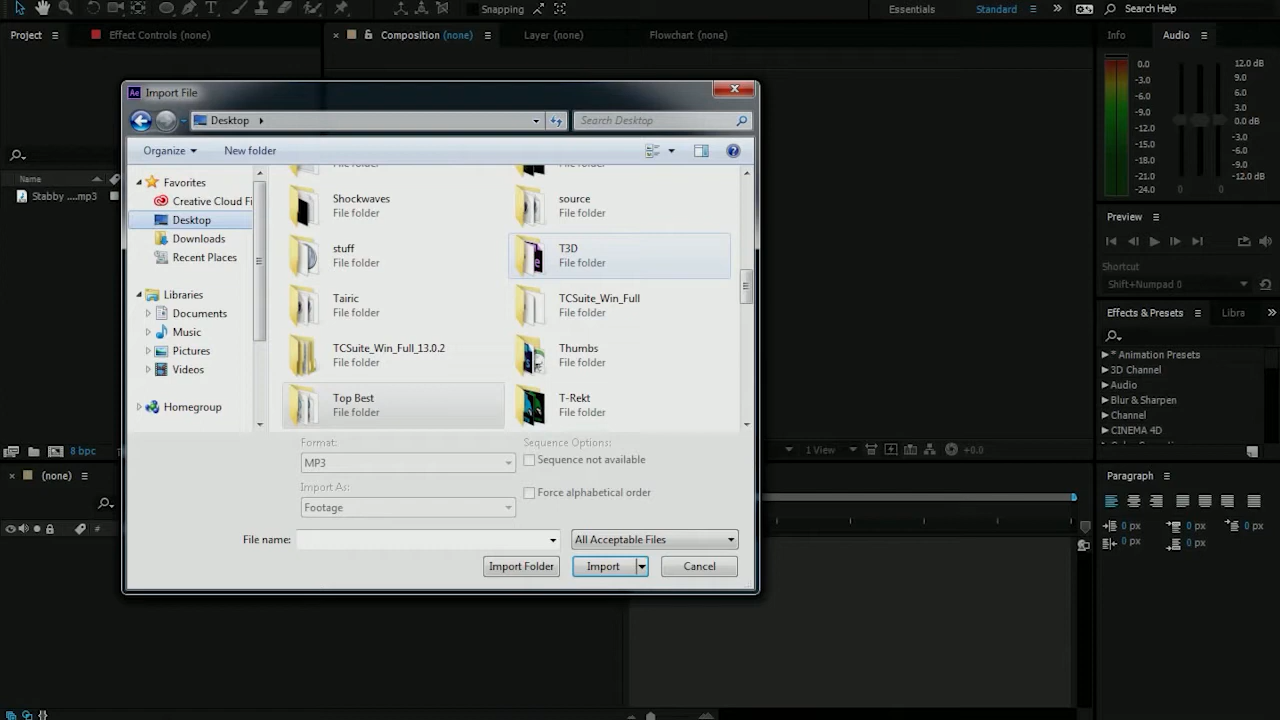 Snapping
Essentials
Standard
Search Help
Project
Effect Controls (none)
Composition (none)
Layer (none)
Flowchart (none)
Info
Audio
Import File
Desktop
Search Desktop
Organize
New folder
Name
Stabby ....mp3
Favorites
Creative Cloud Fi
Desktop
Downloads
Recent Places
Libraries
Documents
Music
Pictures
Videos
Homegroup
File folder
File folder
Shockwaves
File folder
source
File folder
stuff
File folder
T3D
File folder
Tairic
File folder
TCSuite_Win_Full
File folder
TCSuite_Win_Full_13.0.2
File folder
Thumbs
File folder
Top Best
File folder
T-Rekt
File folder
Format:
MP3
Import As:
Footage
Sequence Options:
Sequence not available
Force alphabetical order
File name:
All Acceptable Files
Import Folder
Import
Cancel
8 bpc
(none)
#
1 View
+0.0
0.0
-3.0
-6.0
-9.0
-12.0
-15.0
-18.0
-21.0
-24.0
0
0
12.0 dB
9.0
6.0
3.0
0.0 dB
-3.0
-6.0
-9.0
-12.0 dB
Preview
Shortcut
Shift+Numpad 0
Effects & Presets
Libra
* Animation Presets
3D Channel
Audio
Blur & Sharpen
Channel
CINEMA 4D
Paragraph
0 px
0 px
0 px
0 px
0 px